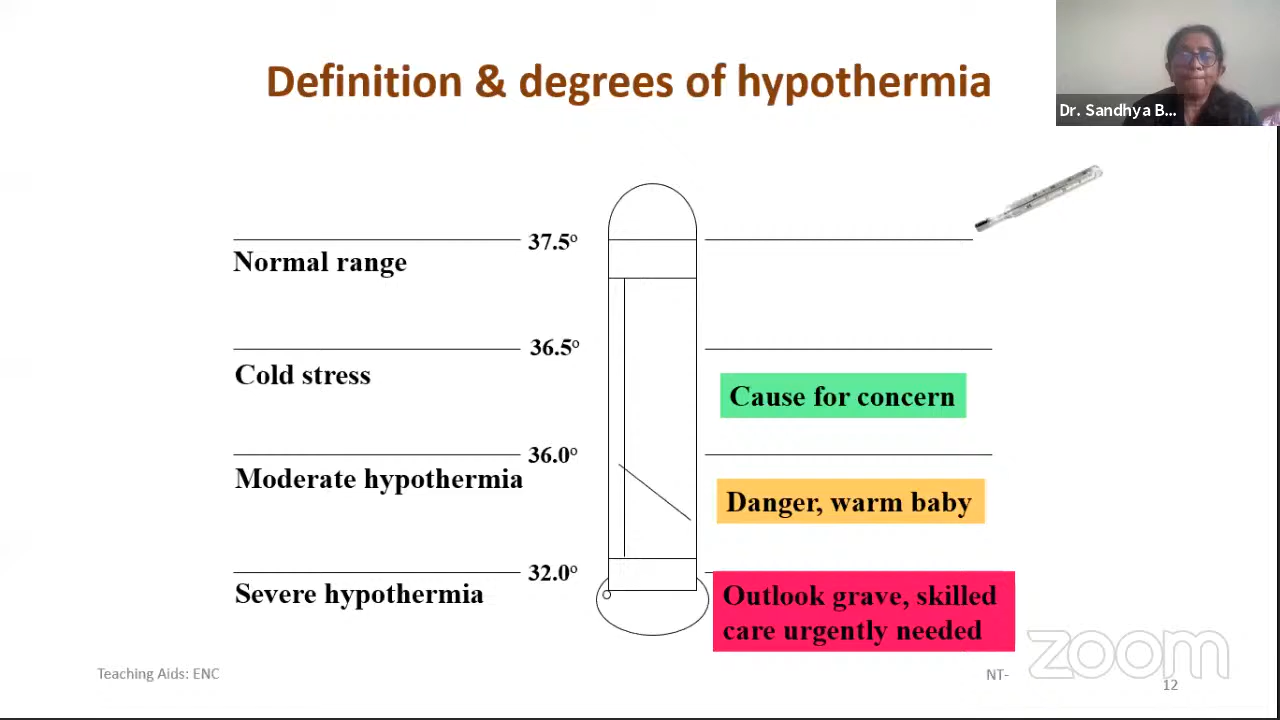 Definition & degrees of hypothermia
Dr. Sandhya B...
37.5°
Normal range
36.5°
Cold stress
Cause for concern
36.0°
Moderate hypothermia
Danger, warm baby
32.0°
Severe hypothermia
Outlook grave, skilled
care urgently needed
Teaching Aids: ENC
NT-
12
zoom